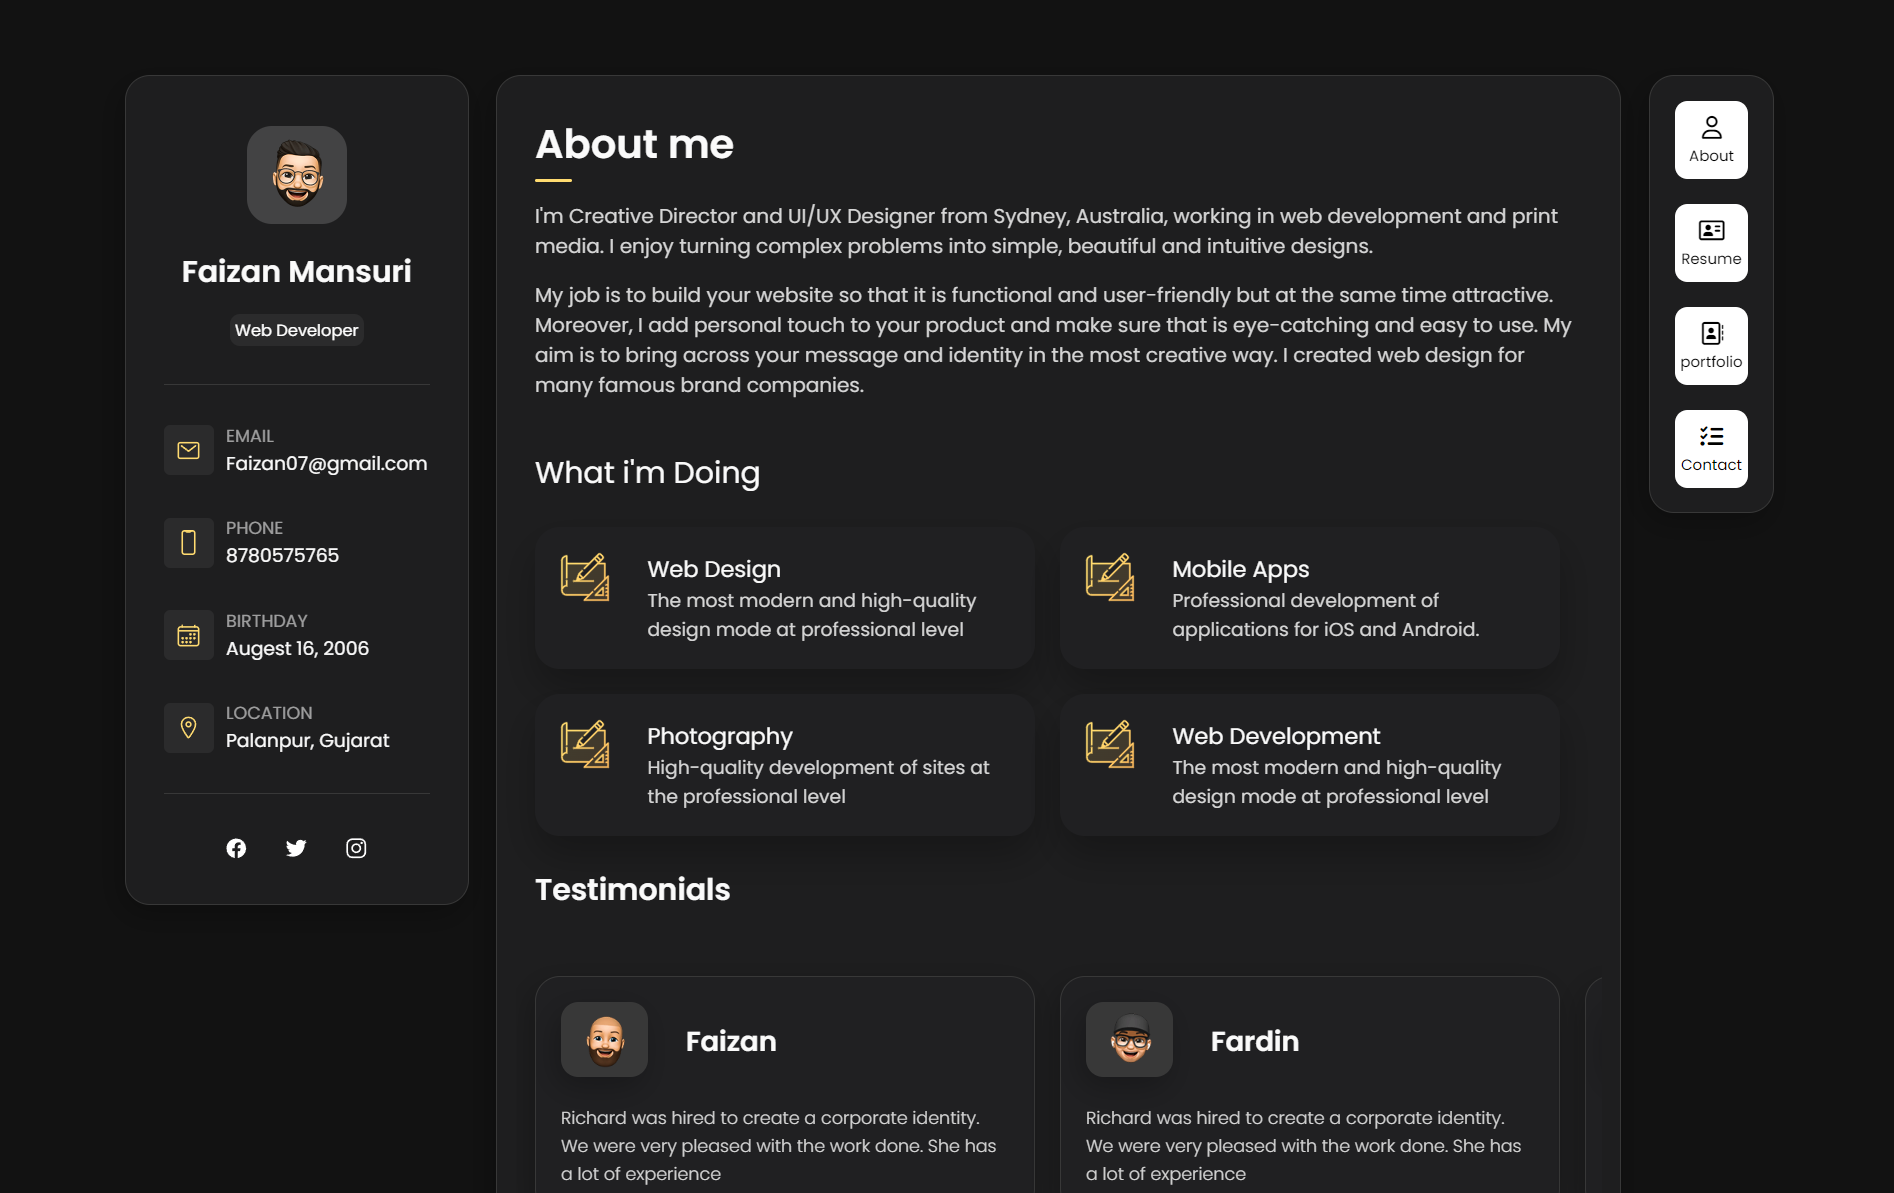 Faizan Mansuri
Web Developer
EMAIL
Faizan07@gmail.com
PHONE
8780575765
BIRTHDAY
Augest 16, 2006
LOCATION
Palanpur, Gujarat
About me
I'm Creative Director and UI/UX Designer from Sydney, Australia, working in web development and print
media. I enjoy turning complex problems into simple, beautiful and intuitive designs.
My job is to build your website so that it is functional and user-friendly but at the same time attractive.
Moreover, I add personal touch to your product and make sure that is eye-catching and easy to use. My
aim is to bring across your message and identity in the most creative way. I created web design for
many famous brand companies.
What i'm Doing
Web Design
The most modern and high-quality
design mode at professional level
Mobile Apps
Professional development of
applications for iOS and Android.
Photography
High-quality development of sites at
the professional level
Web Development
The most modern and high-quality
design mode at professional level
Testimonials
Faizan
Richard was hired to create a corporate identity.
We were very pleased with the work done. She has
a lot of experience
Fardin
Richard was hired to create a corporate identity.
We were very pleased with the work done. She has
a lot of experience
About
Resume
portfolio
Contact